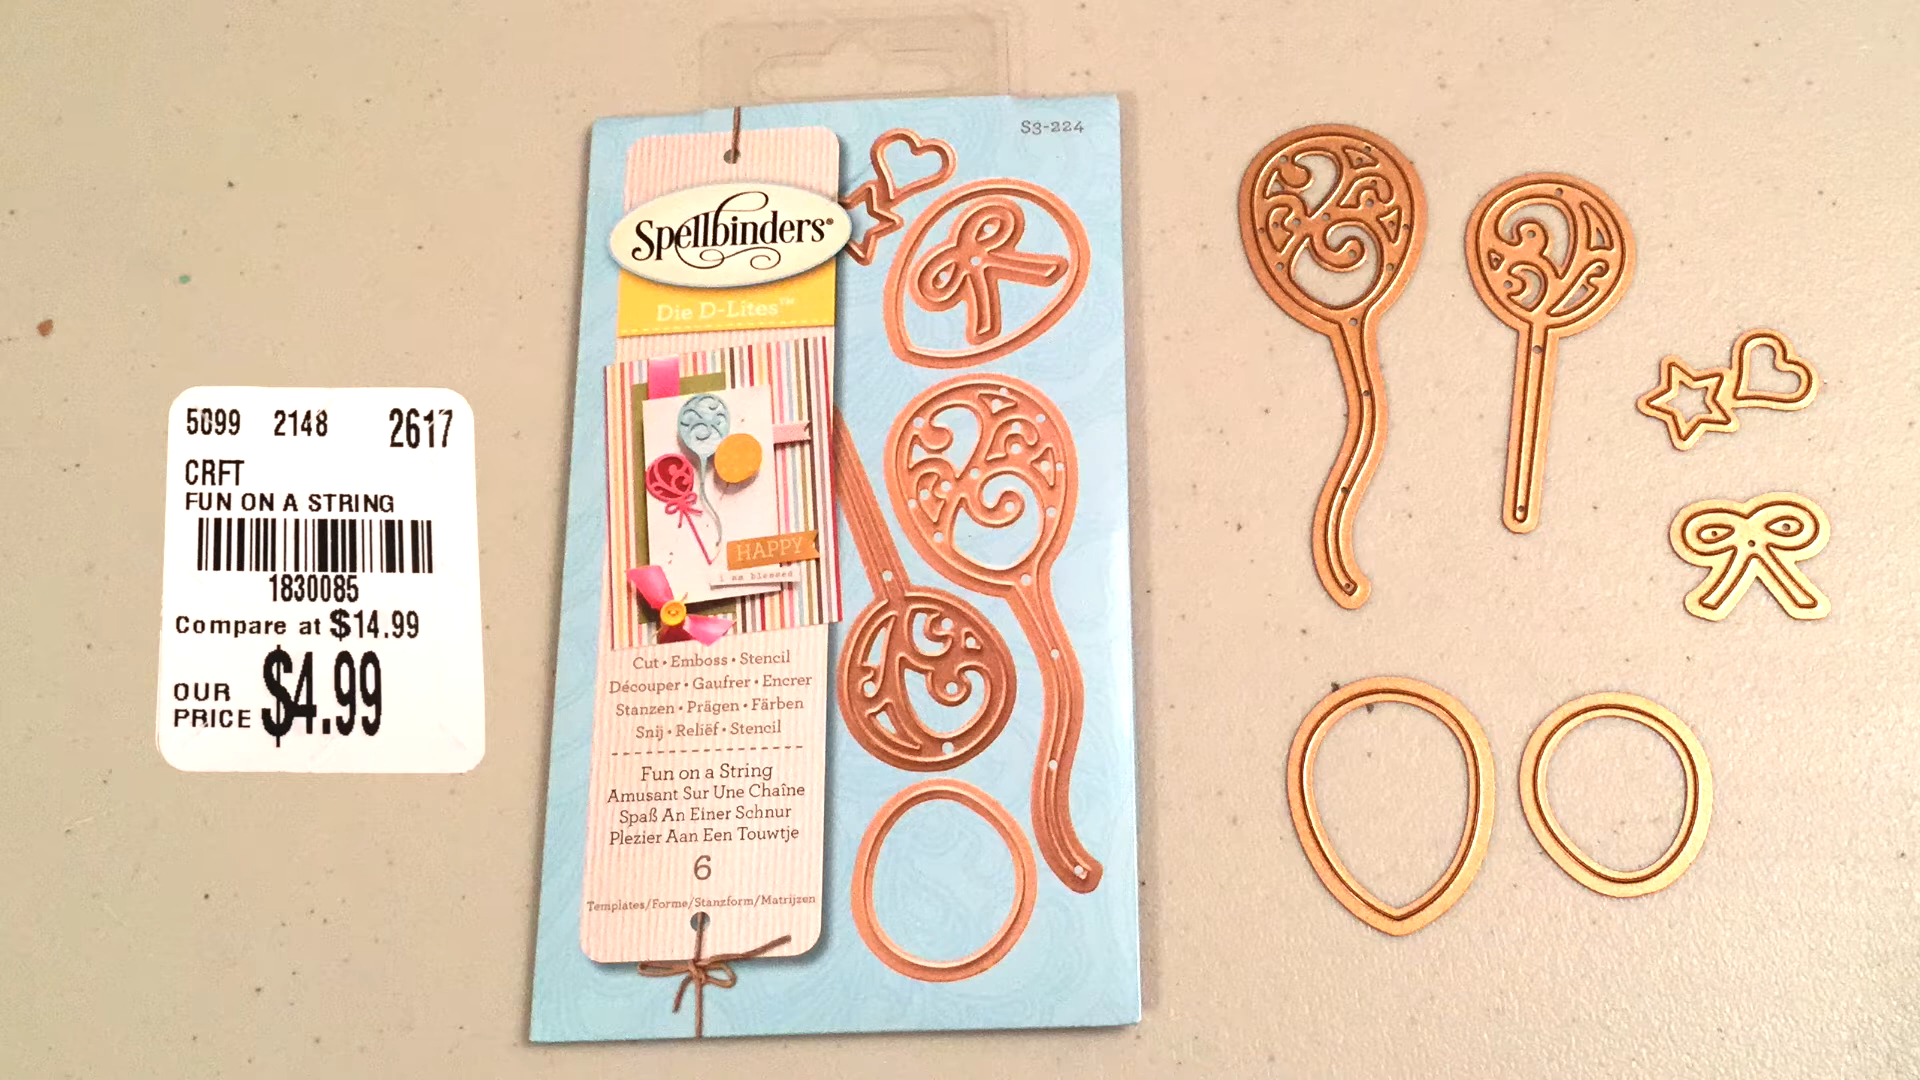 5099 2148 2617
CRFT
FUN ON A STRING
1830085
Compare at $14.99
OUR PRICE $4.99
S3-224
Spellbinders®
Die D-Lites™
HAPPY
i am blessed
Cut • Emboss • Stencil
Découper • Gaufrer • Encrer
Stanzen • Prägen • Färben
Snij • Reliëf • Stencil
Fun on a String
Amusant Sur Une Chaîne
Spaß An Einer Schnur
Plezier Aan Een Touwtje
6
Templates/Forme/Stanzform/Matrijzen